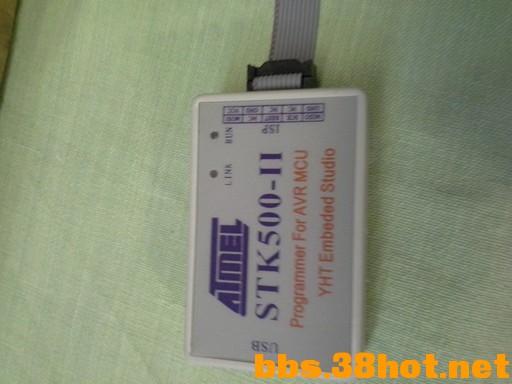 ISP
LINK RUN
ATMEL
STK500-II
Programmer For AVR MCU
YHT Embeded Studio
USB
bbs.38hot.net